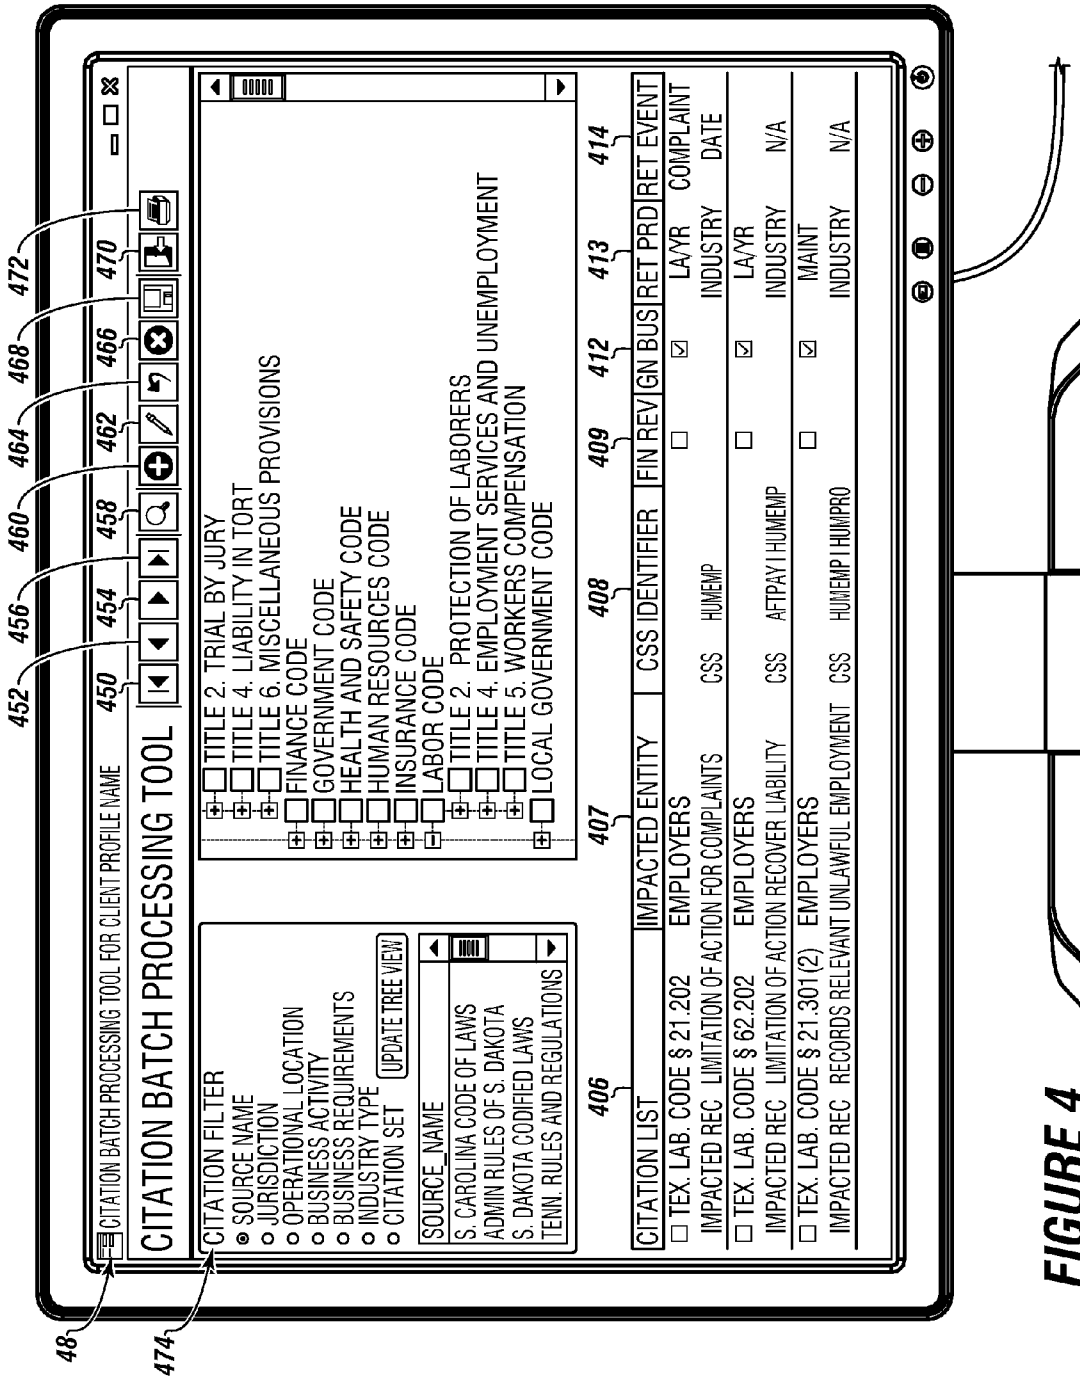 472
470
468
466
464
462
460
458
456
454
452
450
48
474
CITATION BATCH PROCESSING TOOL FOR CLIENT PROFILE NAME
CITATION BATCH PROCESSING TOOL
CITATION FILTER
SOURCE NAME
JURISDICTION
OPERATIONAL LOCATION
BUSINESS ACTIVITY
BUSINESS REQUIREMENTS
INDUSTRY TYPE
CITATION SET
UPDATE TREE VIEW
SOURCE_NAME
S. CAROLINA CODE OF LAWS
ADMIN RULES OF S. DAKOTA
S. DAKOTA CODIFIED LAWS
TENN. RULES AND REGULATIONS
TITLE 2. TRIAL BY JURY
TITLE 4. LIABILITY IN TORT
TITLE 6. MISCELLANEOUS PROVISIONS
FINANCE CODE
GOVERNMENT CODE
HEALTH AND SAFETY CODE
HUMAN RESOURCES CODE
INSURANCE CODE
LABOR CODE
TITLE 2. PROTECTION OF LABORERS
TITLE 4. EMPLOYMENT SERVICES AND UNEMPLOYMENT
TITLE 5. WORKERS COMPENSATION
LOCAL GOVERNMENT CODE
406 407 408 409 412 413 414
CITATION LIST IMPACTED ENTITY CSS IDENTIFIER FIN REV GN BUS RET PRD RET EVENT
TEX. LAB. CODE § 21.202 EMPLOYERS LA/YR COMPLAINT
IMPACTED REC LIMITATION OF ACTION FOR COMPLAINTS CSS HUMEMP INDUSTRY DATE
TEX. LAB. CODE § 62.202 EMPLOYERS LA/YR
IMPACTED REC LIMITATION OF ACTION RECOVER LIABILITY CSS AFTPAY | HUMEMP INDUSTRY N/A
TEX. LAB. CODE § 21.301 (2) EMPLOYERS MAINT
IMPACTED REC RECORDS RELEVANT UNLAWFUL EMPLOYMENT CSS HUMEMP | HUMPRO INDUSTRY N/A
FIGURE 4